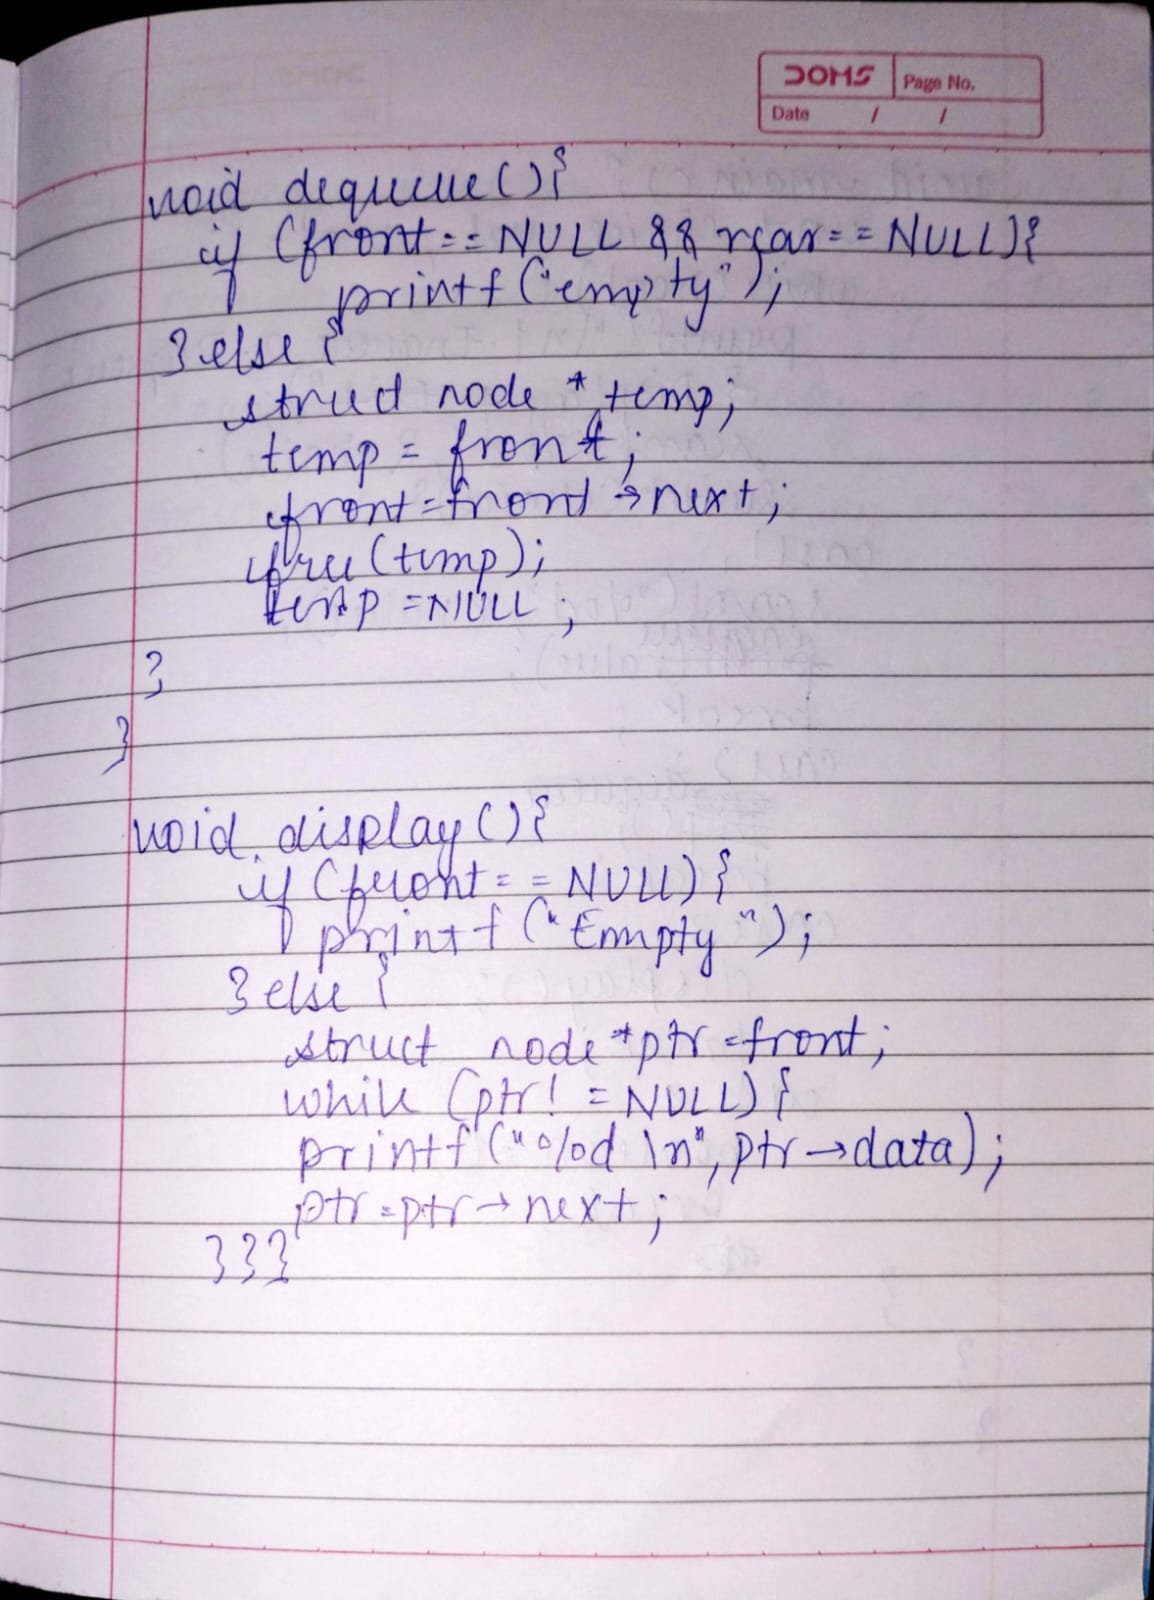 DOMS Page No.
Date / /
void dequeue(){
if (front==NULL && rear==NULL){
printf("empty");
}else{
struct node *temp;
temp = front;
front=front→next;
free(temp);
temp =NULL;
}
}
void display(){
if (front==NULL){
printf("Empty");
}else{
struct node *ptr=front;
while (ptr!=NULL){
printf("%d \n", ptr→data);
ptr=ptr→next;
}}}